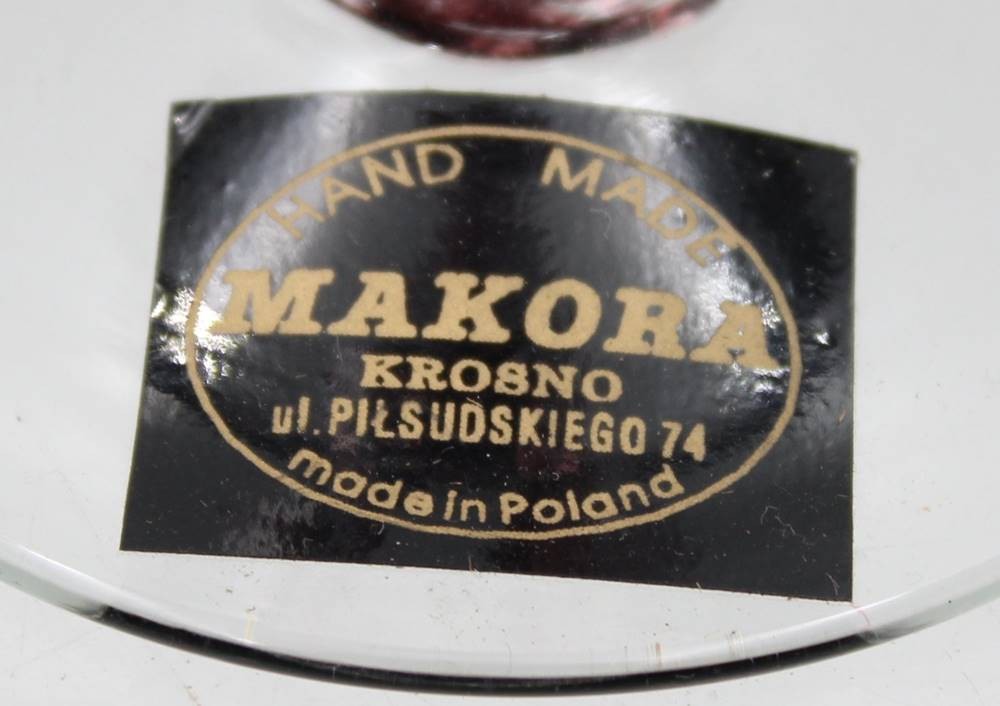 HAND MADE
MAKORA
KROSNO
ul. PIŁSUDSKIEGO 74
made in Poland